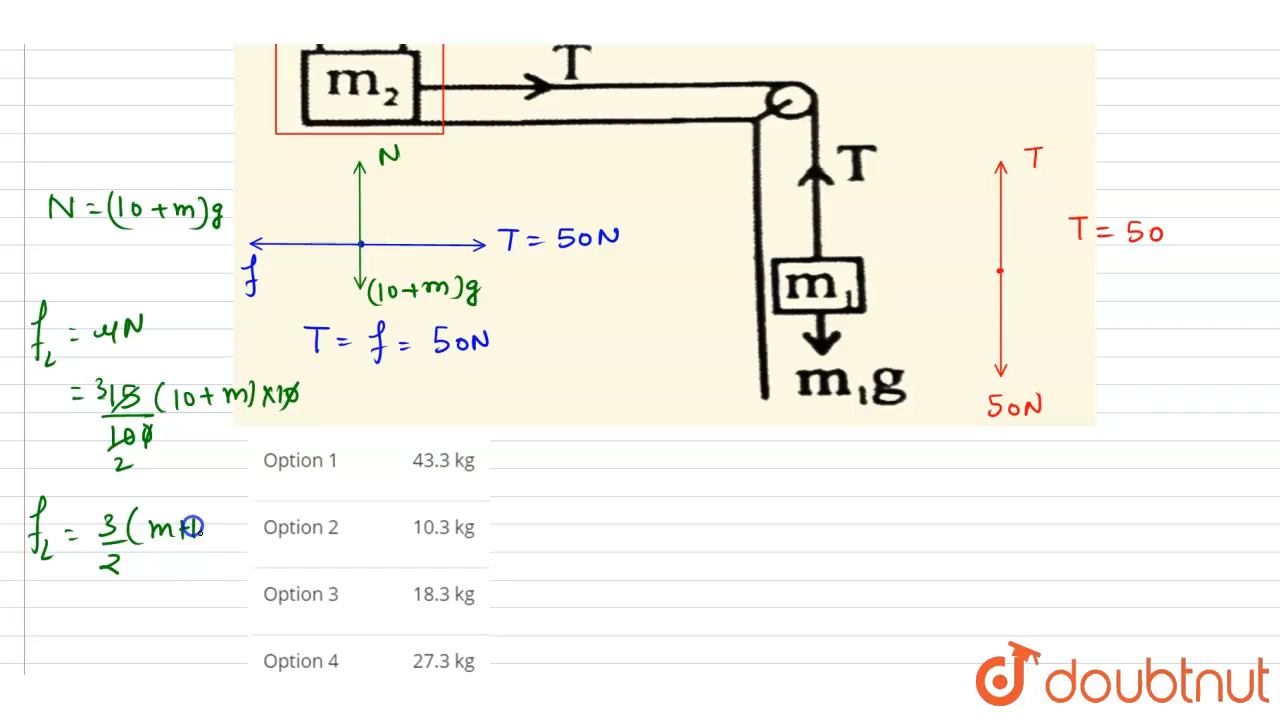 m₂
T
N
T
T
N = (10 + m)g
T = 50N
T = 50
f
(10 + m)g
m₁
f_L = μN
T = f = 50N
= 3 15/100 (10 + m) × 10
2
m₁g
50N
Option 1 43.3 kg
f_L = 3/2 (m +
Option 2 10.3 kg
Option 3 18.3 kg
Option 4 27.3 kg
doubtnut